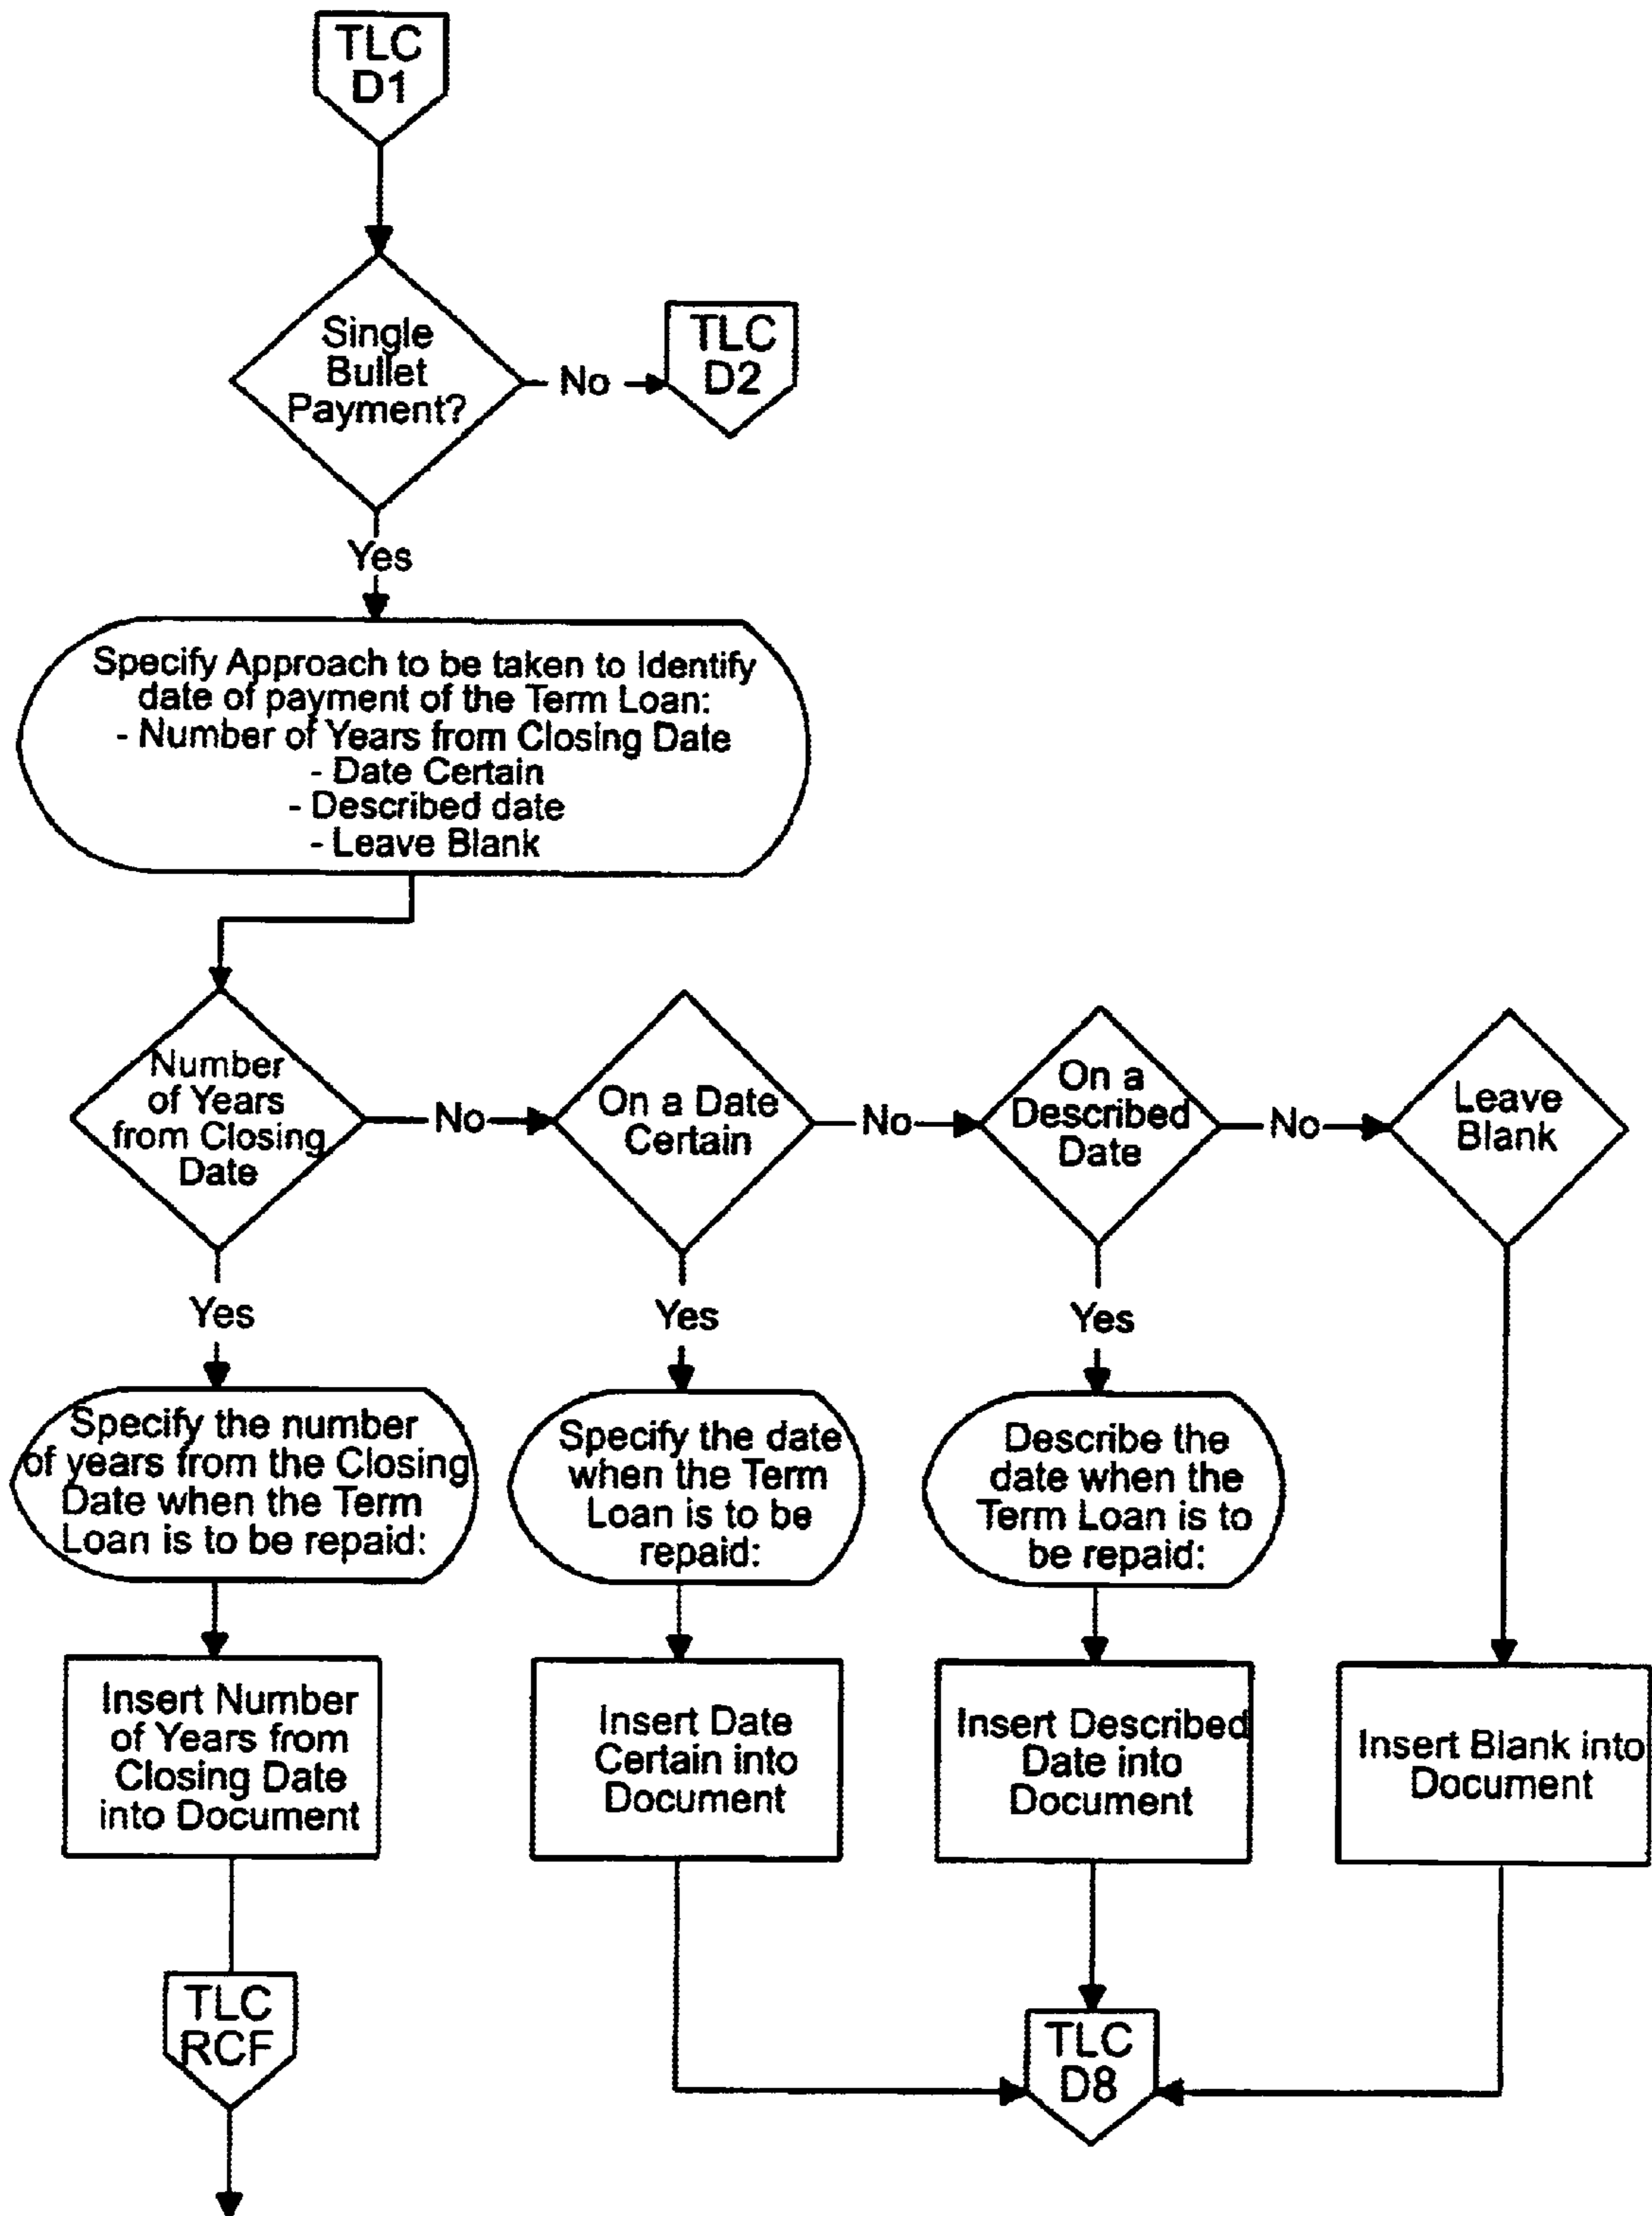 TLC
D1
Single
Bullet
Payment?
No
TLC
D2
Yes
Specify Approach to be taken to Identify
date of payment of the Term Loan:
- Number of Years from Closing Date
- Date Certain
- Described date
- Leave Blank
Number
of Years
from Closing
Date
No
On a Date
Certain
No
On a
Described
Date
No
Leave
Blank
Yes
Yes
Yes
Specify the number
of years from the Closing
Date when the Term
Loan is to be repaid:
Specify the date
when the Term
Loan is to be
repaid:
Describe the
date when the
Term Loan is to
be repaid:
Insert Number
of Years from
Closing Date
into Document
Insert Date
Certain into
Document
Insert Described
Date into
Document
Insert Blank into
Document
TLC
RCF
TLC
D8